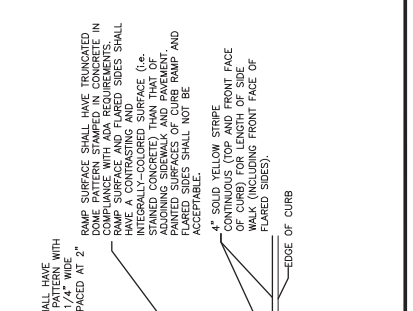 ALL HAVE
PATTERN WITH
1/4" WIDE
PACED AT 2"
RAMP SURFACE SHALL HAVE TRUNCATED
DOME PATTERN STAMPED IN CONCRETE IN
COMPLIANCE WITH ADA REQUIREMENTS.
RAMP SURFACE AND FLARED SIDES SHALL
HAVE A CONTRASTING AND
INTEGRALLY-COLORED SURFACE (i.e.
STAINED CONCRETE) THAN THAT OF
ADJOINING SIDEWALK AND PAVEMENT.
PAINTED SURFACES OF CURB RAMP AND
FLARED SIDES SHALL NOT BE
ACCEPTABLE.
4" SOLID YELLOW STRIPE
CONTINUOUS (TOP AND FRONT FACE
OF CURB) FOR LENGTH OF SIDE
WALK (INCLUDING FRONT FACE OF
FLARED SIDES).
EDGE OF CURB